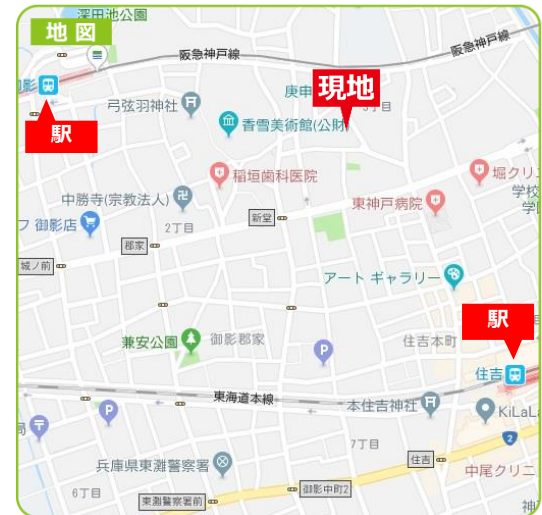 深田池公園
地 図
阪急神戸線
阪急神戸線
御影
庚申
現地
弓弦羽神社
駅
香雪美術館(公財
稲垣歯科医院
堀クリニ
学校
中勝寺(宗教法人)
東神戸病院
フ 御影店
2丁目
新堂
郡家
城ノ前
アート ギャラリー
駅
兼安公園
御影郡家
住吉本町
P
住吉
東海道本線
本住吉神社
KiLaLa
P
7丁目
2
兵庫県東灘警察署
住吉
中尾クリニ
6丁目
御影中町2
東灘警察署前
神